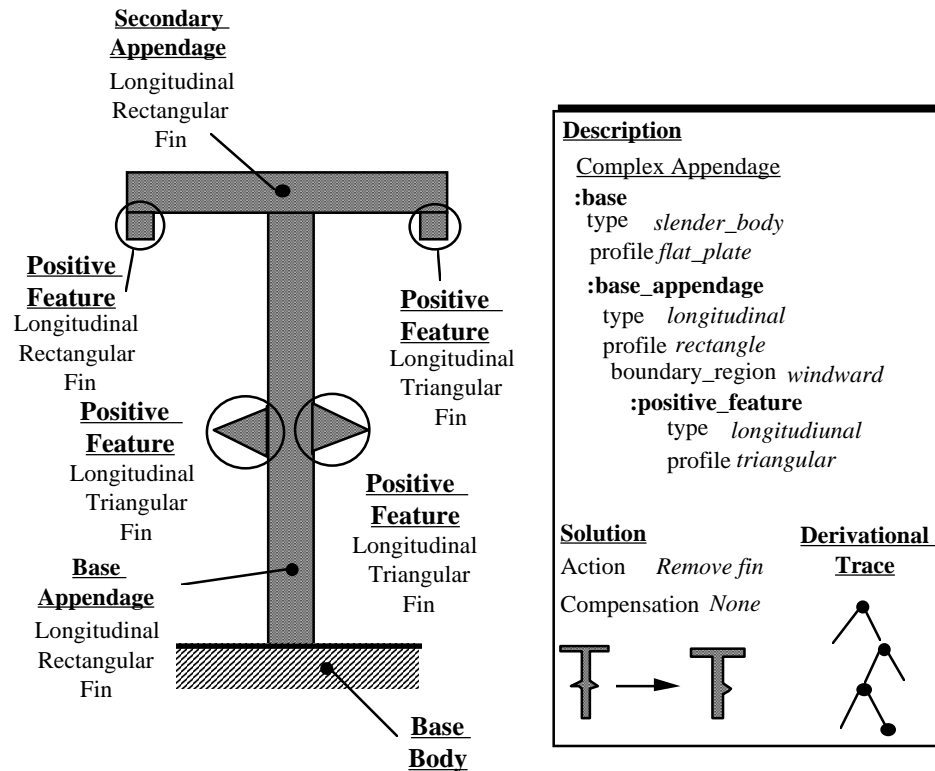 Secondary
Appendage
Longitudinal
Rectangular
Fin
Positive
Feature
Longitudinal
Rectangular
Fin
Positive
Feature
Longitudinal
Triangular
Fin
Positive
Feature
Longitudinal
Triangular
Fin
Positive
Feature
Longitudinal
Triangular
Fin
Base
Appendage
Longitudinal
Rectangular
Fin
Base
Body
Description
Complex Appendage
:base
type slender_body
profile flat_plate
:base_appendage
type longitudinal
profile rectangle
boundary_region windward
:positive_feature
type longitudiunal
profile triangular
Solution
Action Remove fin
Compensation None
Derivational
Trace